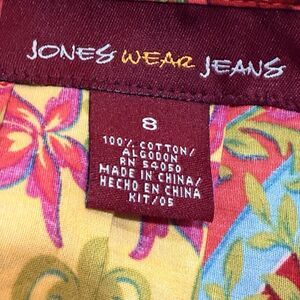 JONES WEAR JEANS
8
100% COTTON/
ALGODON
RN 54050
MADE IN CHINA/
HECHO EN CHINA
KIT/05